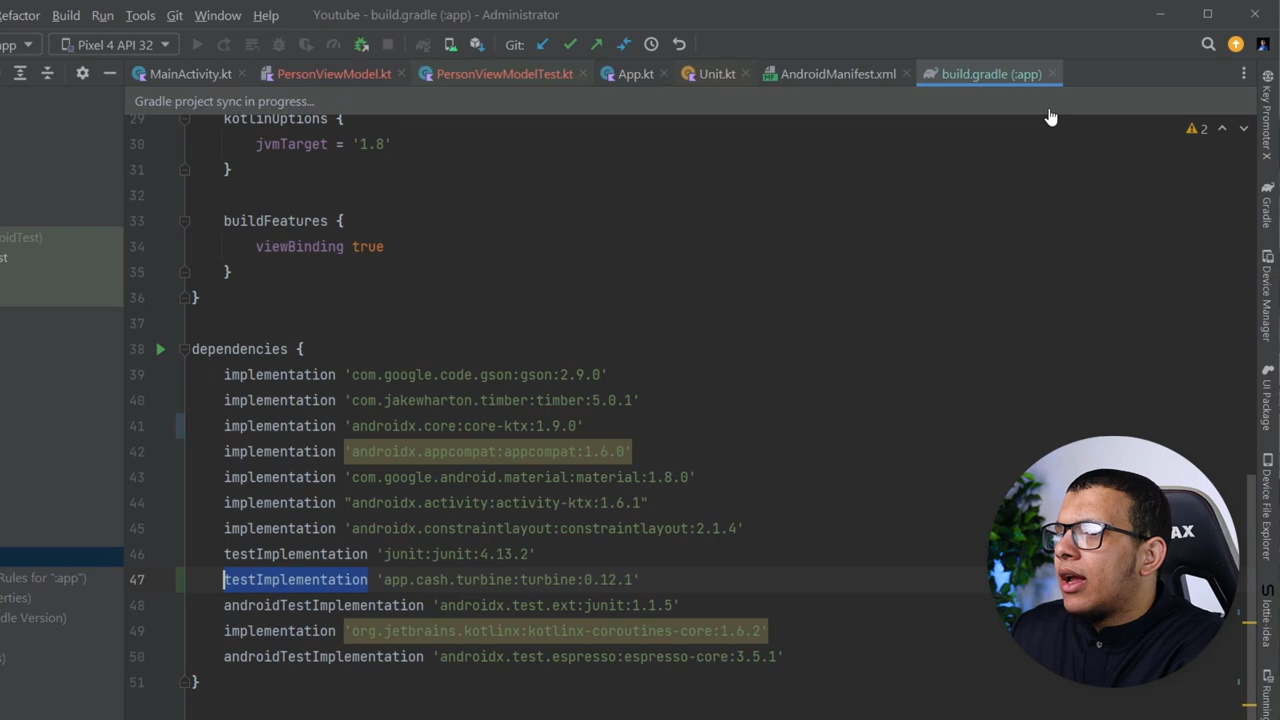 Refactor Build Run Tools Git Window Help Youtube - build.gradle (:app) - Administrator
app Pixel 4 API 32 Git:
MainActivity.kt PersonViewModel.kt PersonViewModelTest.kt App.kt Unit.kt AndroidManifest.xml build.gradle (:app)
Gradle project sync in progress...
29 kotlinOptions {
30 jvmTarget = '1.8'
31 }
32
33 buildFeatures {
34 viewBinding true
35 }
36 }
37
38 dependencies {
39 implementation 'com.google.code.gson:gson:2.9.0'
40 implementation 'com.jakewharton.timber:timber:5.0.1'
41 implementation 'androidx.core:core-ktx:1.9.0'
42 implementation 'androidx.appcompat:appcompat:1.6.0'
43 implementation 'com.google.android.material:material:1.8.0'
44 implementation "androidx.activity:activity-ktx:1.6.1"
45 implementation 'androidx.constraintlayout:constraintlayout:2.1.4'
46 testImplementation 'junit:junit:4.13.2'
47 testImplementation 'app.cash.turbine:turbine:0.12.1'
48 androidTestImplementation 'androidx.test.ext:junit:1.1.5'
49 implementation 'org.jetbrains.kotlinx:kotlinx-coroutines-core:1.6.2'
50 androidTestImplementation 'androidx.test.espresso:espresso-core:3.5.1'
51 }
2
oidTest)
st
Rules for ":app")
erties)
dle Version)
s)
Key Promoter X
Gradle
Device Manager
UI Package
Device File Explorer
lottie-idea
Running
AX